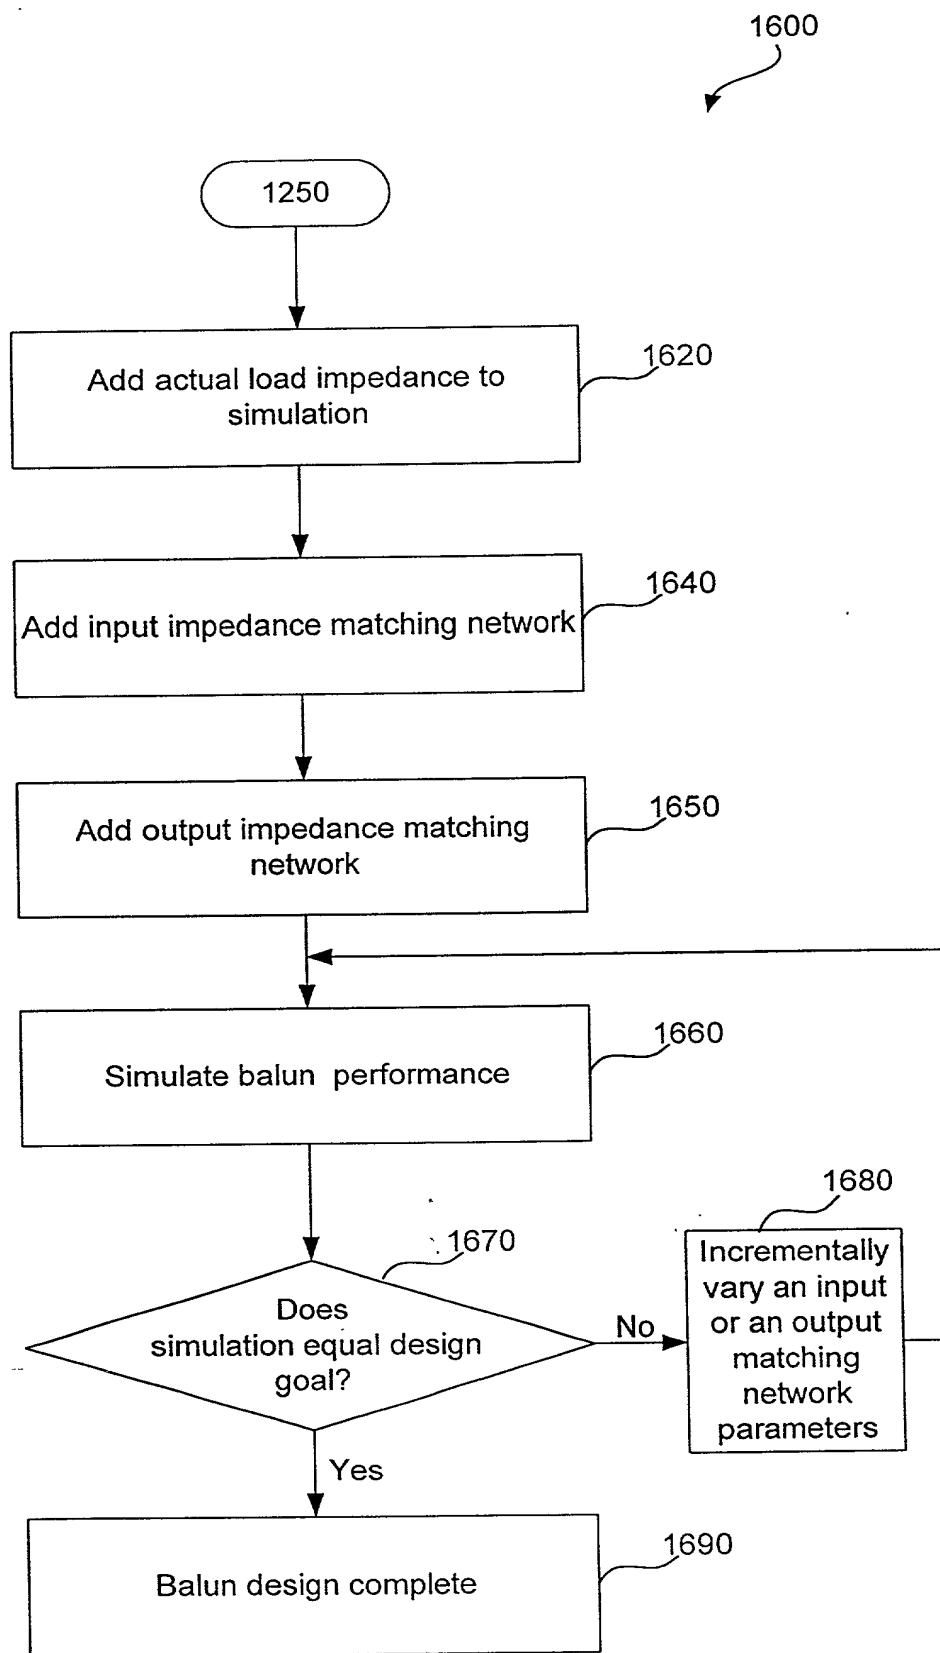 1600
1250
1620
Add actual load impedance to
simulation
1640
Add input impedance matching network
1650
Add output impedance matching
network
1660
Simulate balun performance
1670
Does
simulation equal design
goal?
No
1680
Incrementally
vary an input
or an output
matching
network
parameters
Yes
1690
Balun design complete